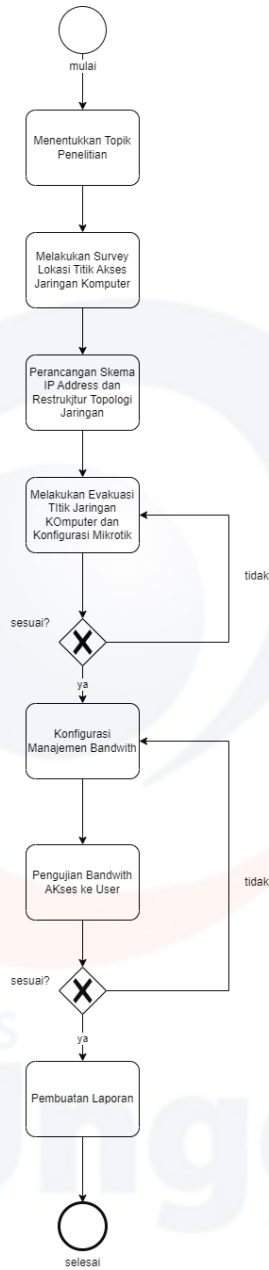 mulai
Menentukkan Topik
Penelitian
Melakukan Survey
Lokasi Titik Akses
Jaringan Komputer
Perancangan Skema
IP Address dan
Restrukjtur Topologi
Jaringan
Melakukan Evakuasi
TItik Jaringan
KOmputer dan
Konfigurasi Mikrotik
tidak
sesuai?
ya
Konfigurasi
Manajemen Bandwith
Pengujian Bandwith
AKses ke User
tidak
sesuai?
ya
Pembuatan Laporan
selesai